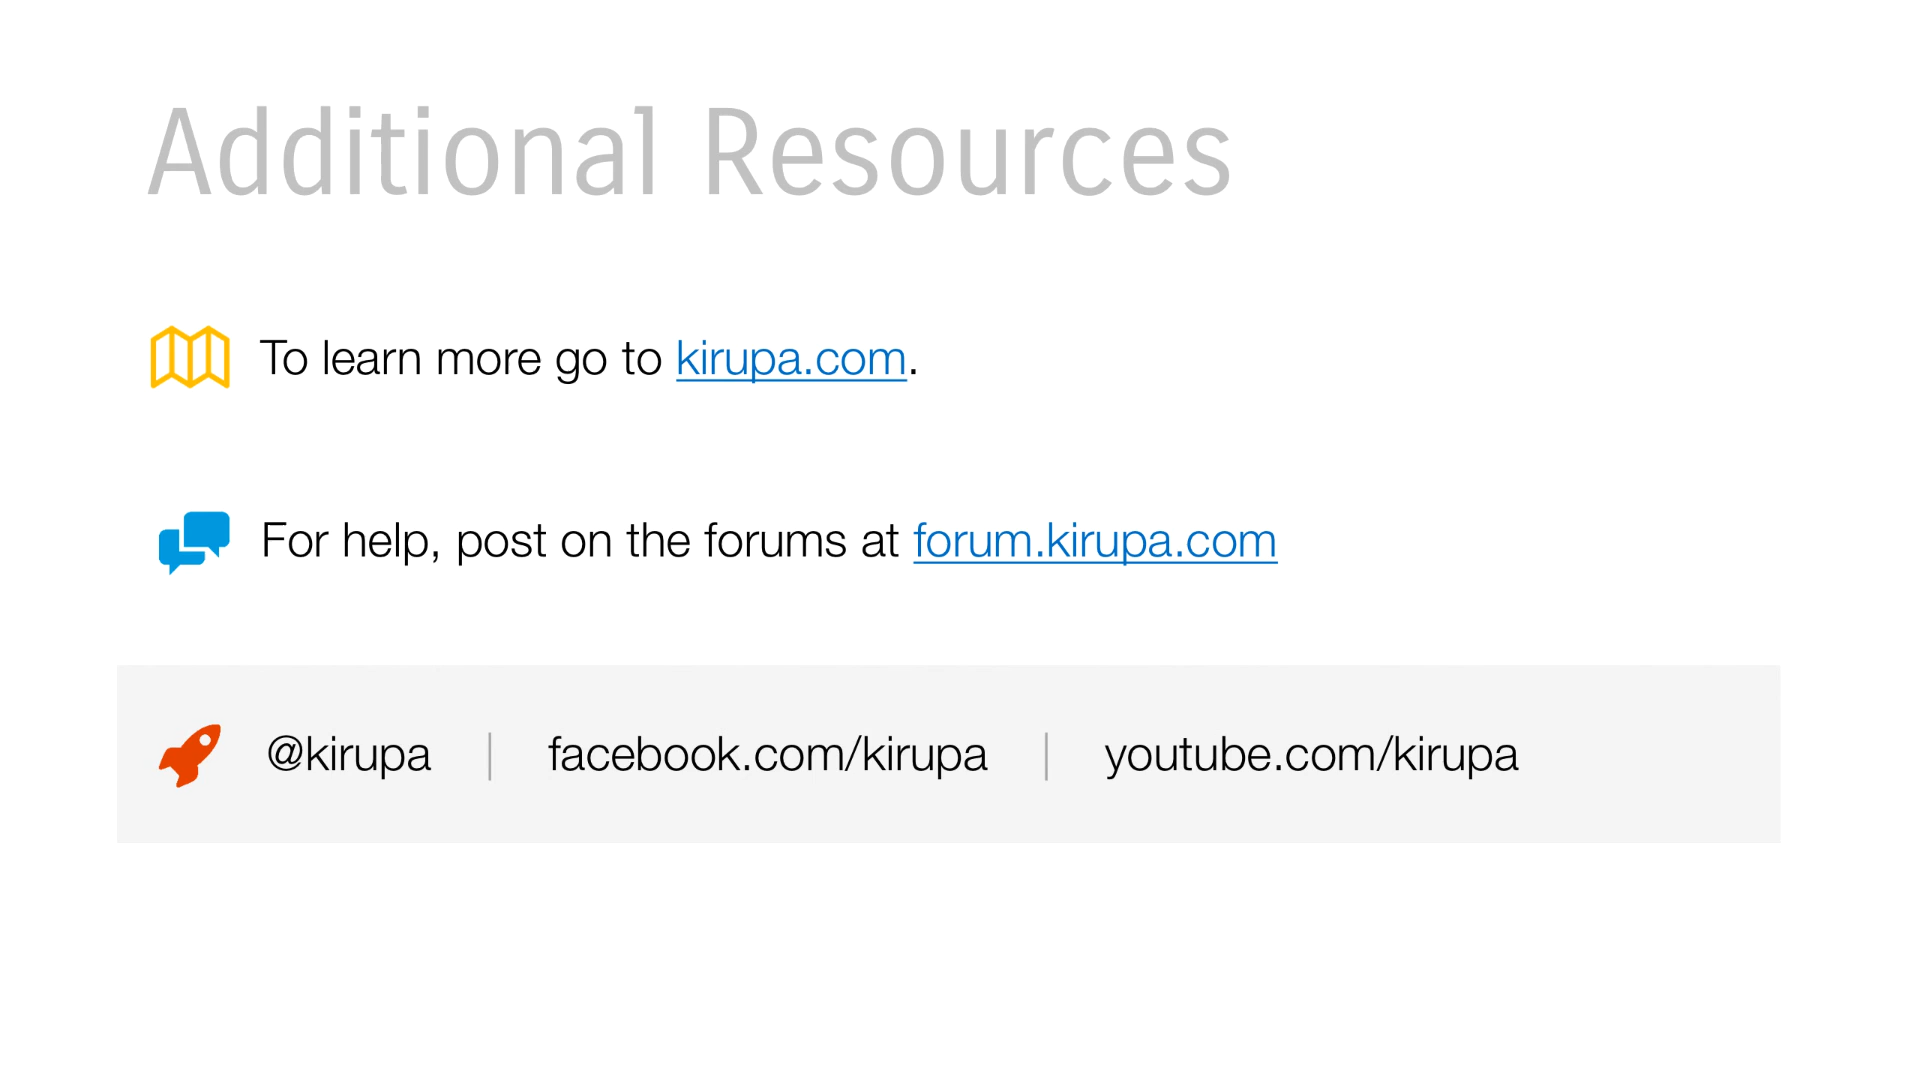 Additional Resources
To learn more go to kirupa.com.
For help, post on the forums at forum.kirupa.com
@kirupa | facebook.com/kirupa | youtube.com/kirupa